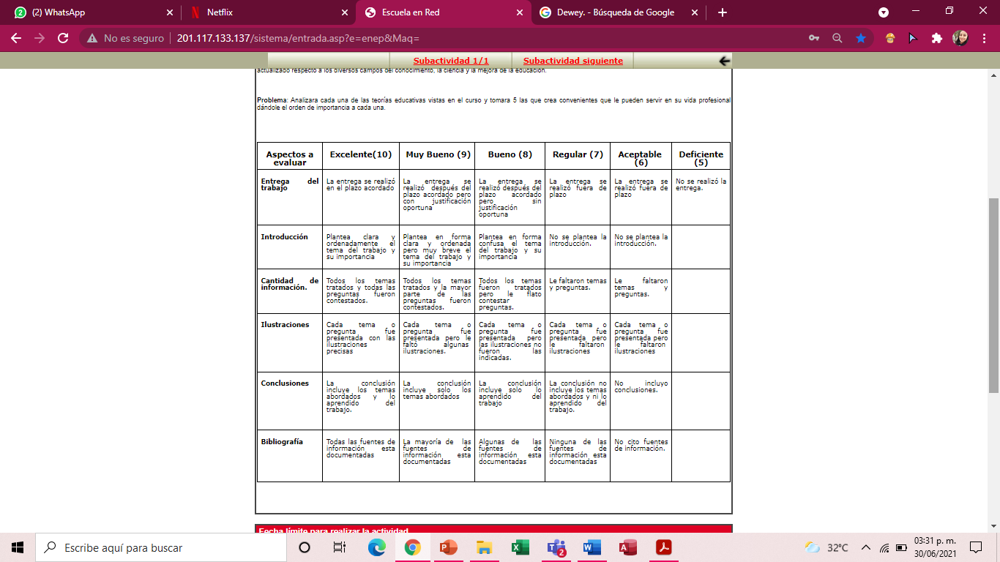 (2) WhatsApp
Netflix
Escuela en Red
Dewey. - Búsqueda de Google
No es seguro
201.117.133.137/sistema/entrada.asp?e=enep&Maq=
Subactividad 1/1
Subactividad siguiente
actualizado respecto a los diversos campos del conocimiento, la ciencia y la mejora de la educación.
Problema: Analizara cada una de las teorías educativas vistas en el curso y tomara 5 las que crea convenientes que le pueden servir en su vida profesional
dándole el orden de importancia a cada una.
Aspectos a
evaluar
Excelente(10)
Muy Bueno (9)
Bueno (8)
Regular (7)
Aceptable
(6)
Deficiente
(5)
Entrega del
trabajo
La entrega se realizó
en el plazo acordado
La entrega se
realizó después del
plazo acordado pero
con justificación
oportuna
La entrega se
realizó después del
plazo acordado
pero sin
justificación
oportuna
La entrega se
realizó fuera de
plazo
La entrega se
realizó fuera de
plazo
No se realizó la
entrega.
Introducción
Plantea clara y
ordenadamente el
tema del trabajo y
su importancia
Plantea en forma
clara y ordenada
pero muy breve el
tema del trabajo y
su importancia
Plantea en forma
confusa el tema
del trabajo y su
importancia
No se plantea la
introducción.
No se plantea la
introducción.
Cantidad de
información.
Todos los temas
tratados y todas las
preguntas fueron
contestados.
Todos los temas
tratados y la mayor
parte de las
preguntas fueron
contestados.
Todos los temas
fueron tratados
pero le flato
contestar
preguntas.
Le faltaron temas
y preguntas.
Le faltaron
temas y
preguntas.
Ilustraciones
Cada tema o
pregunta fue
presentada con las
ilustraciones
precisas
Cada tema o
pregunta fue
presentada pero le
faltó algunas
ilustraciones.
Cada tema o
pregunta fue
presentada pero
las ilustraciones no
fueron las
indicadas.
Cada tema o
pregunta fue
presentada pero
le faltaron
ilustraciones
Cada tema o
pregunta fue
presentada pero
le faltaron
ilustraciones
Conclusiones
La conclusión
incluye los temas
abordados y lo
aprendido del
trabajo.
La conclusión
incluye solo los
temas abordados
La conclusión
incluye solo lo
aprendido del
trabajo
La conclusión no
incluye los temas
abordados y ni lo
aprendido del
trabajo.
No incluyo
conclusiones.
Bibliografía
Todas las fuentes de
información esta
documentadas
La mayoría de las
fuentes de
información esta
documentadas
Algunas de las
fuentes de
información esta
documentadas
Ninguna de las
fuentes de
información esta
documentadas
No cito fuentes
de información.
Fecha límite para realizar la actividad
Escribe aquí para buscar
32°C
03:31 p. m.
30/06/2021